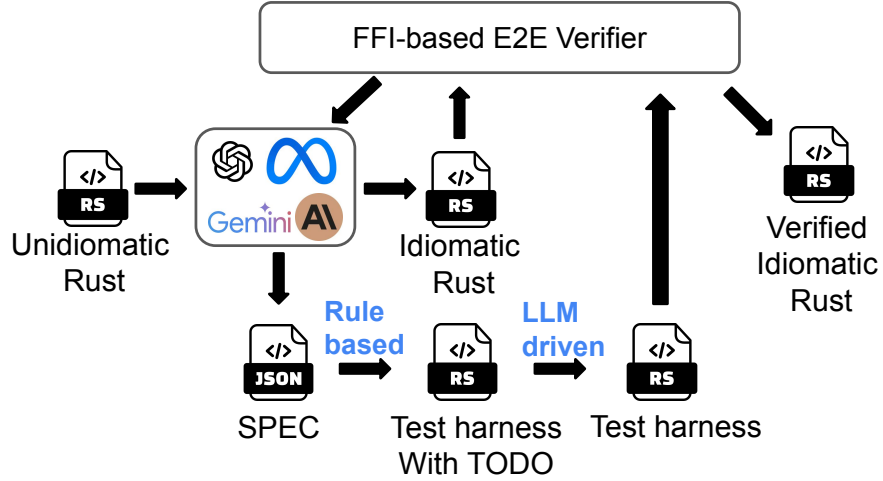 FFI-based E2E Verifier
</>
RS
Unidiomatic
Rust
Gemini
AI
</>
RS
Idiomatic
Rust
</>
RS
Verified
Idiomatic
Rust
</>
JSON
SPEC
Rule
based
</>
RS
Test harness
With TODO
LLM
driven
</>
RS
Test harness